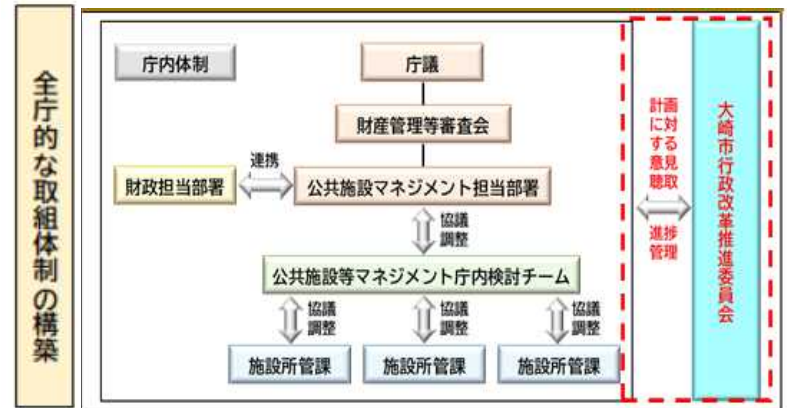 全庁的な取組体制の構築
庁内体制
庁議
財産管理等審査会
連携
財政担当部署
公共施設マネジメント担当部署
協議
調整
公共施設等マネジメント庁内検討チーム
協議
調整
協議
調整
協議
調整
施設所管課
施設所管課
施設所管課
計画
に対
する
意見
聴取
進捗
管理
大崎市行政改革推進委員会